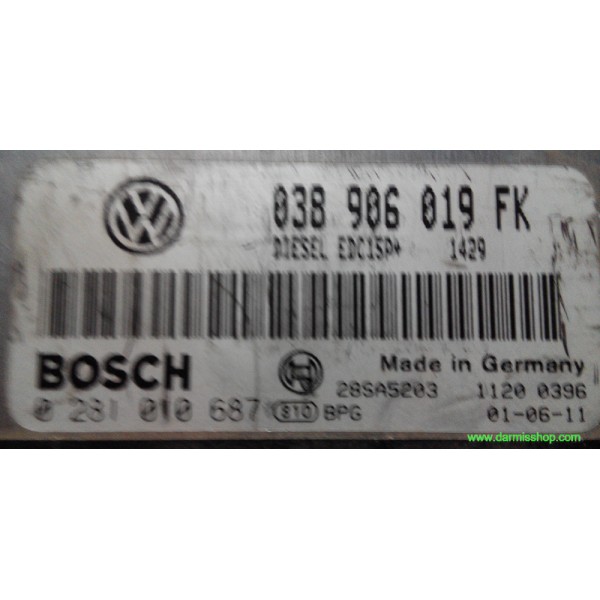 038 906 019 FK
DIESEL EDC15P+ 1429
BOSCH
Made in Germany
28SA5203 1120 0396
0 281 010 687 810 BPG 01-06-11
www.darmisshop.com